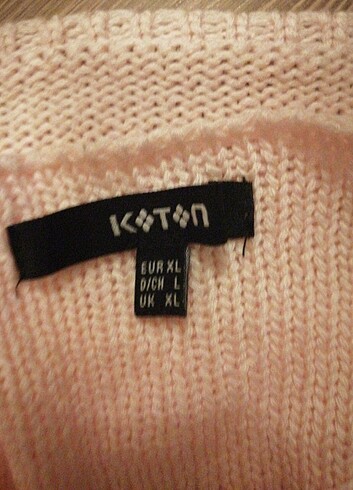 KOTON
EUR XL
D/CH L
UK XL